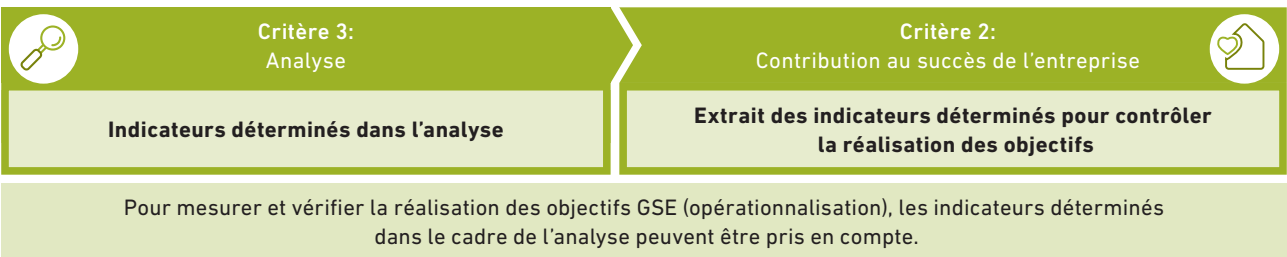 Critère 3:
Analyse
Indicateurs déterminés dans l’analyse
Critère 2:
Contribution au succès de l’entreprise
Extrait des indicateurs déterminés pour contrôler
la réalisation des objectifs
Pour mesurer et vérifier la réalisation des objectifs GSE (opérationnalisation), les indicateurs déterminés
dans le cadre de l’analyse peuvent être pris en compte.